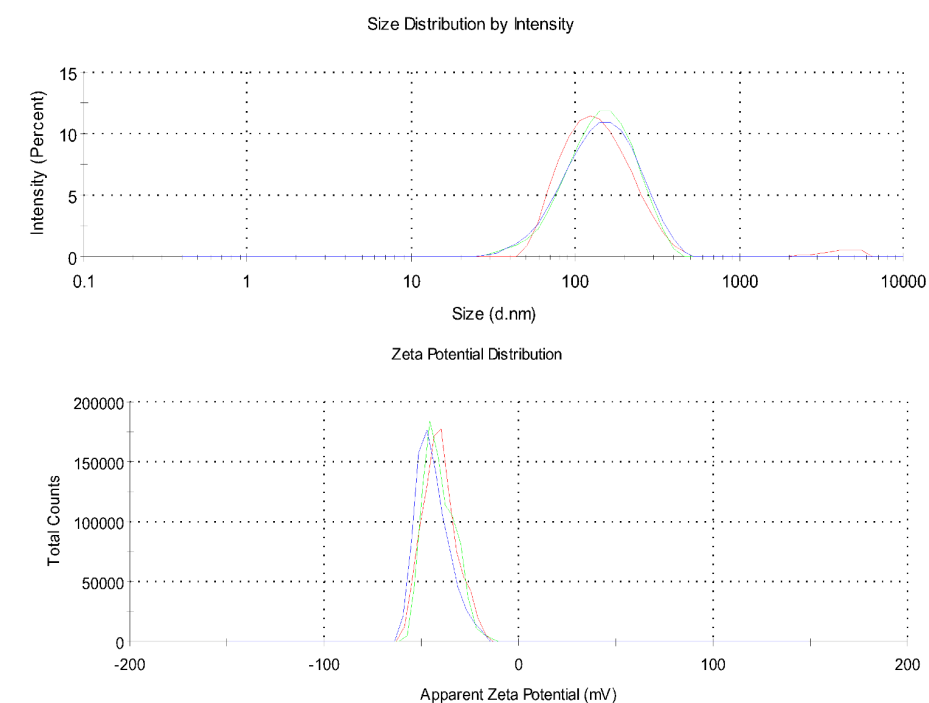 Size Distribution by Intensity
15
10
5
0
Intensity (Percent)
0.1 1 10 100 1000 10000
Size (d.nm)
Zeta Potential Distribution
200000
150000
100000
50000
0
Total Counts
-200 -100 0 100 200
Apparent Zeta Potential (mV)